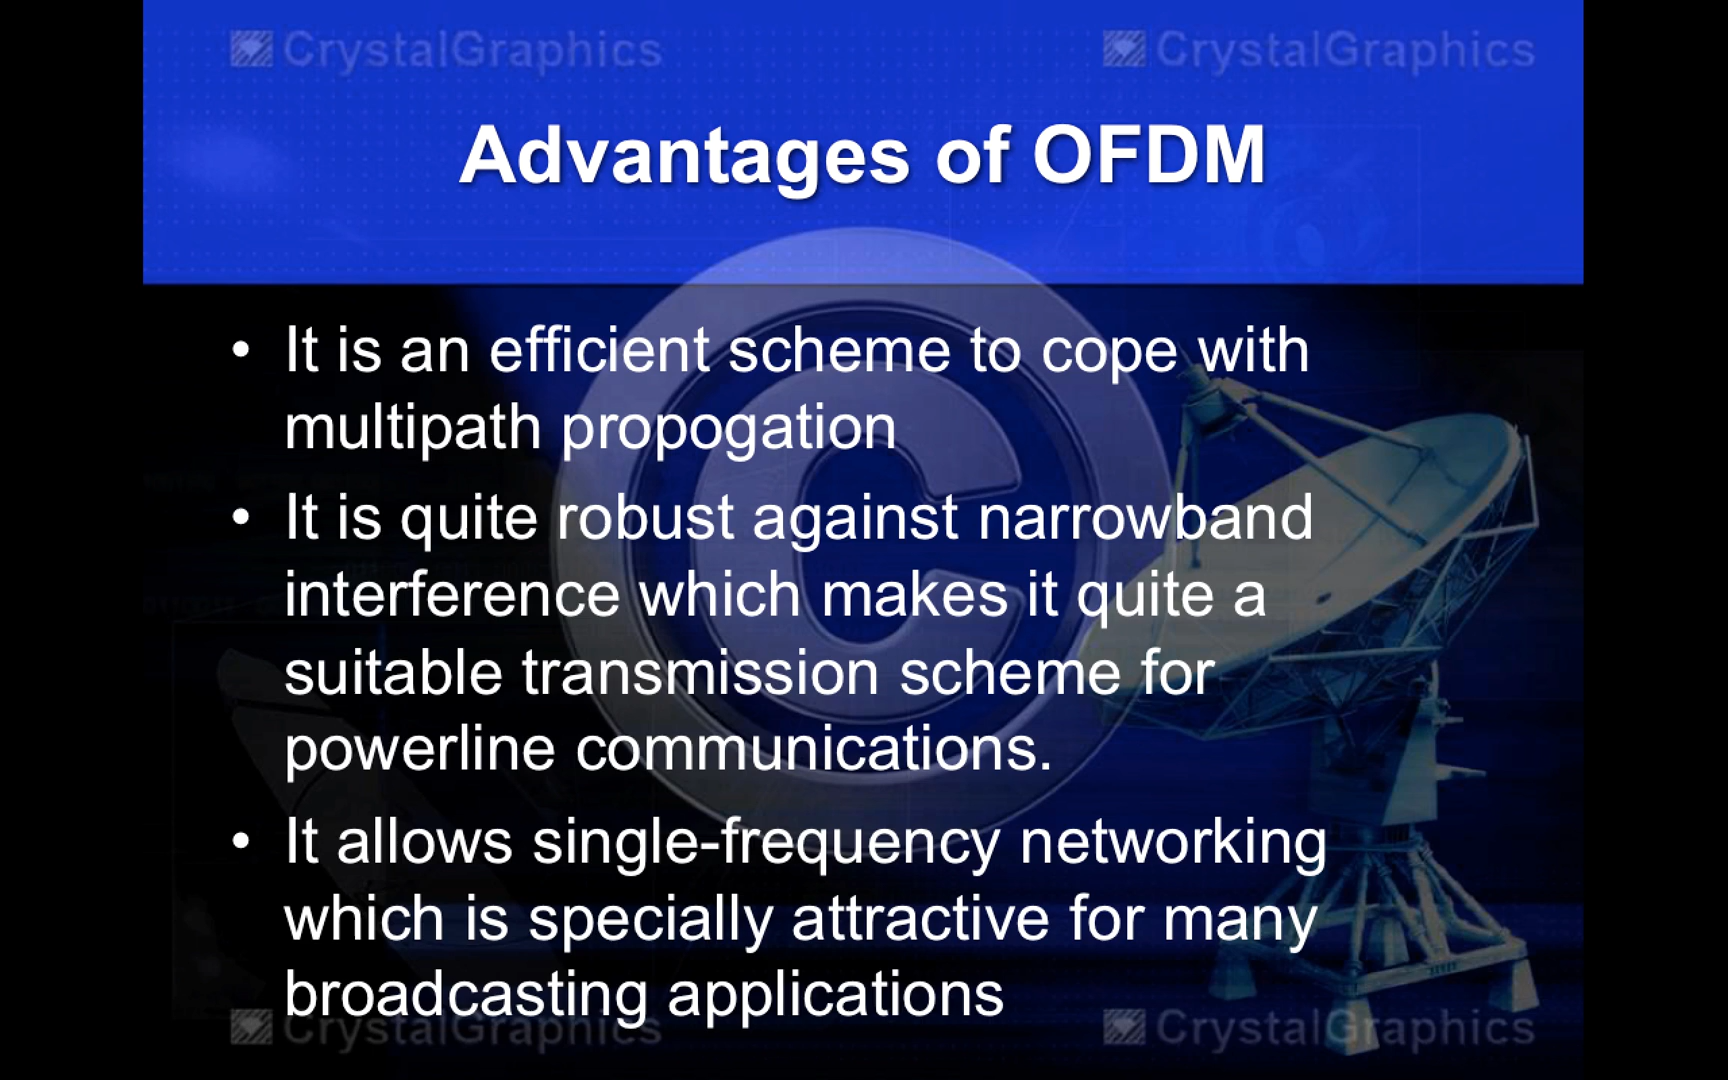 CrystalGraphics CrystalGraphics
Advantages of OFDM
• It is an efficient scheme to cope with
multipath propogation
• It is quite robust against narrowband
interference which makes it quite a
suitable transmission scheme for
powerline communications.
• It allows single-frequency networking
which is specially attractive for many
broadcasting applications
CrystalGraphics CrystalGraphics